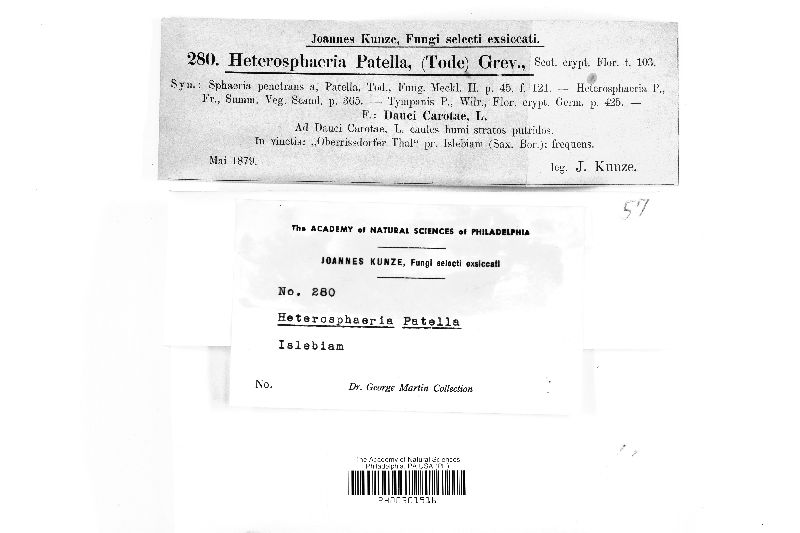 Joannes Kunze, Fungi selecti exsiccati.
280. Heterosphaeria Patella, (Tode) Grev., Scot. crypt. Flor. t. 103.
Syn.: Sphaeria penetrans a, Patella, Tod., Fung. Meckl. II. p. 45. f. 121. — Heterosphaeria P.,
Fr., Summ. Veg. Scand. p. 365. — Tympanis P., Wllr., Flor. crypt. Germ. p. 425. —
F.: Dauci Carotae, L.
Ad Dauci Carotae, L. caules humi stratos putridos.
In vinetis: „Oberrissdorfer Thal“ pr. Islebiam (Sax. Bor.): frequens.
Mai 1879.
leg. J. Kunze.
57
The ACADEMY of NATURAL SCIENCES of PHILADELPHIA
JOANNES KUNZE, Fungi selecti exsiccati
No. 280
Heterosphaeria Patella
Islebiam
No.
Dr. George Martin Collection
The Academy of Natural Sciences
Philadelphia, PA USA (PH)